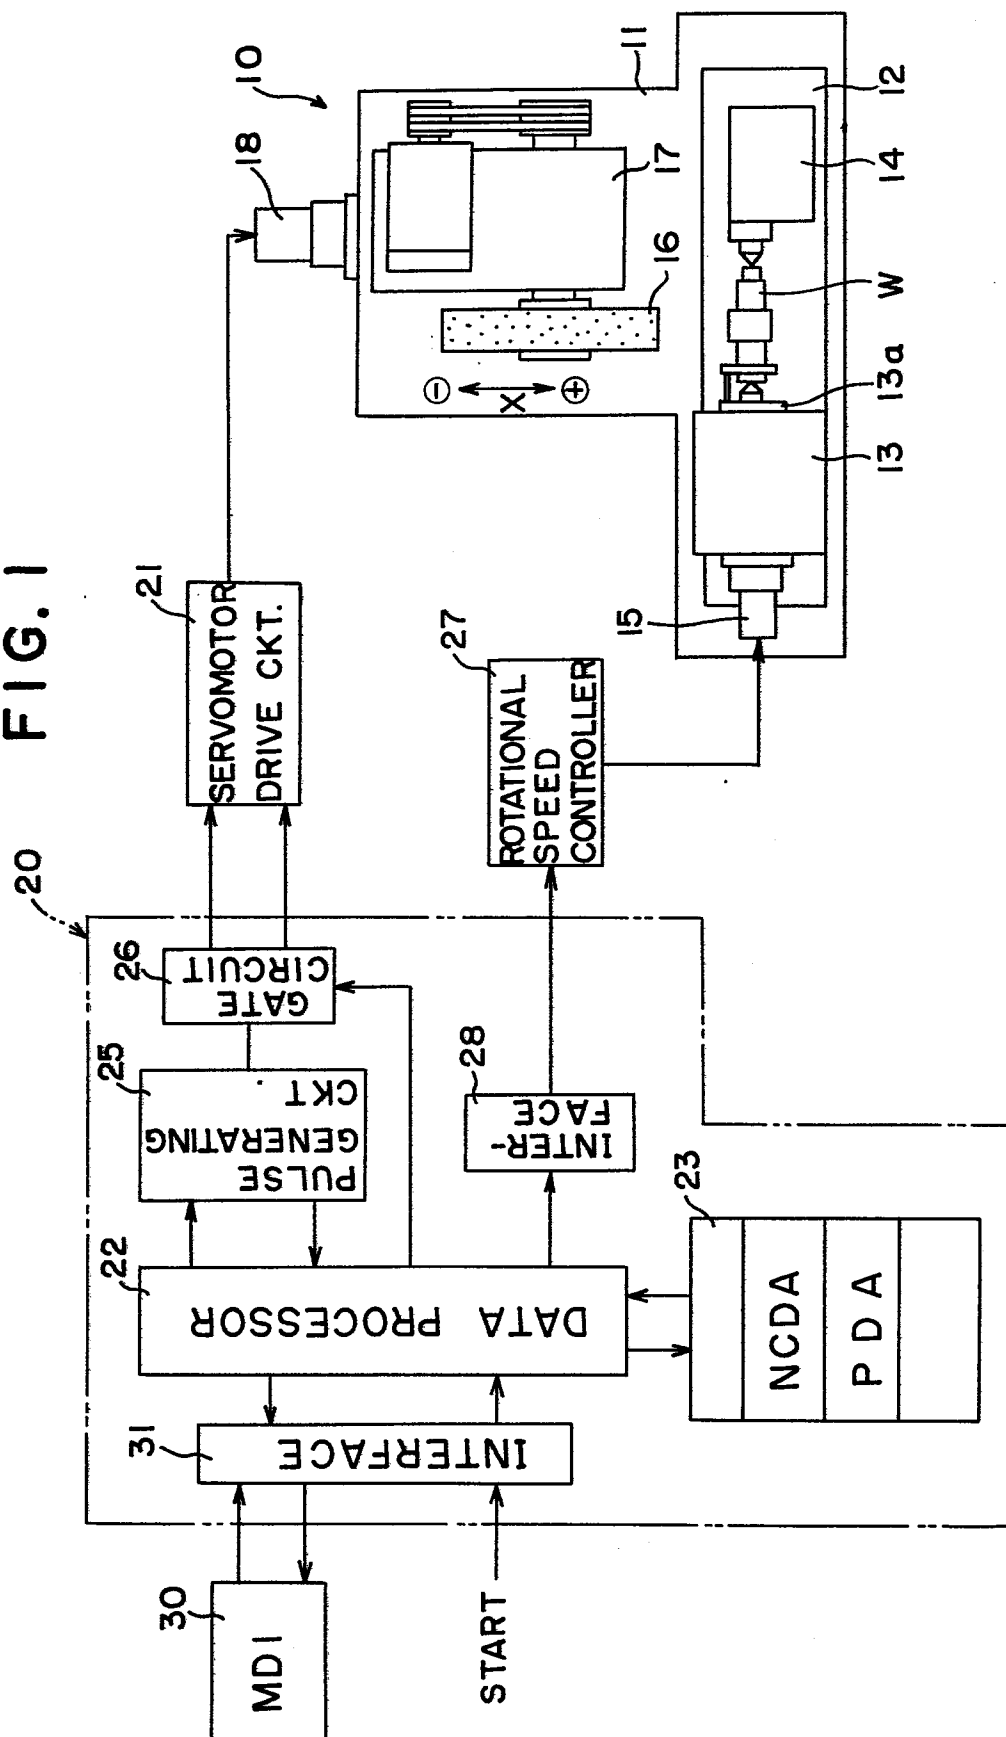 FIG. 1
20
10
18
11
21
SERVOMOTOR
DRIVE CKT.
26
GATE
CIRCUIT
25
PULSE
GENERATING
CKT
22
DATA PROCESSOR
31
INTERFACE
30
MDI
START
28
INTER-
FACE
27
ROTATIONAL
SPEED
CONTROLLER
23
NCDA
PDA
X
−
+
17
16
15
13
13a
W
14
12